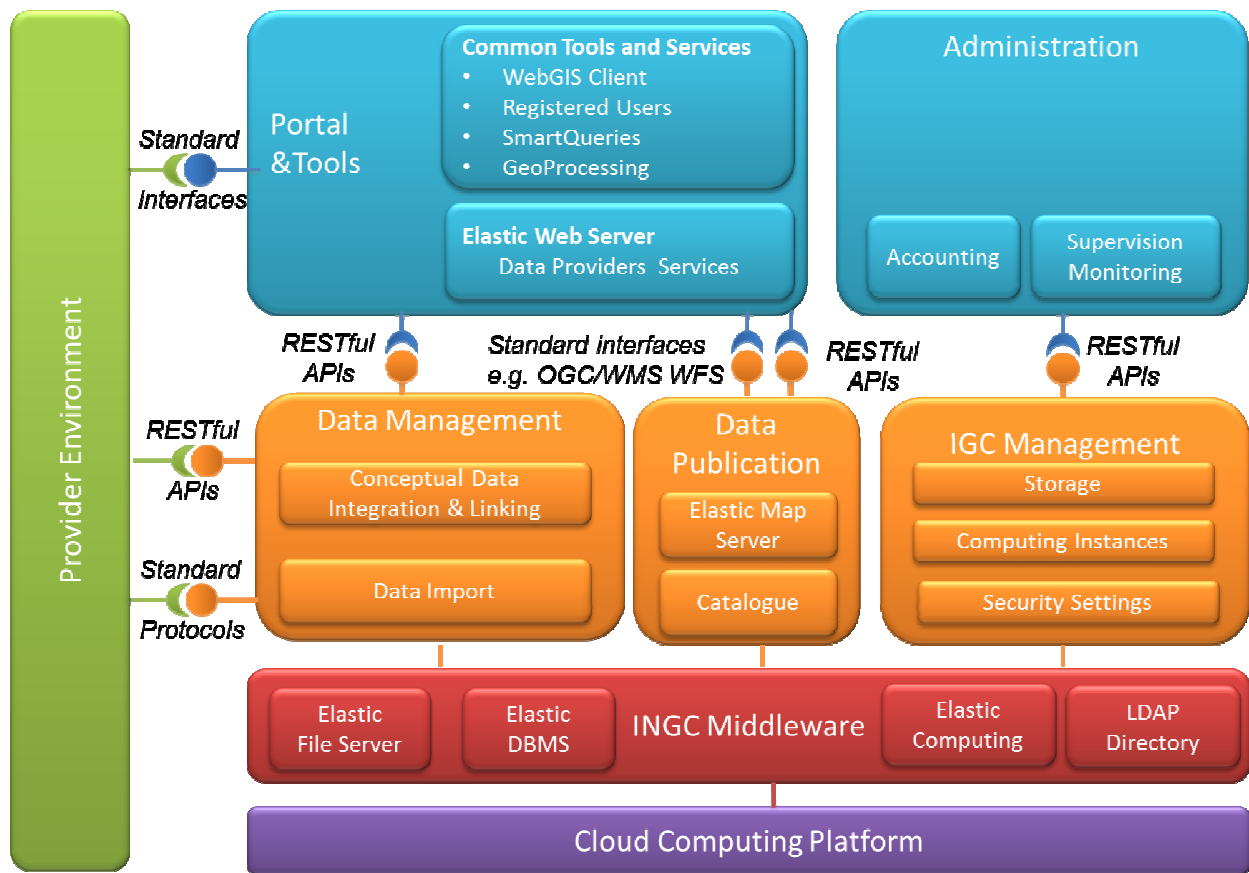 Provider Environment
Standard
Interfaces
RESTful
APIs
Standard
Protocols
Portal
&Tools
Common Tools and Services
• WebGIS Client
• Registered Users
• SmartQueries
• GeoProcessing
Elastic Web Server
Data Providers Services
Administration
Accounting
Supervision
Monitoring
RESTful
APIs
Standard interfaces
e.g. OGC/WMS WFS
RESTful
APIs
RESTful
APIs
Data Management
Conceptual Data
Integration & Linking
Data Import
Data
Publication
Elastic Map
Server
Catalogue
IGC Management
Storage
Computing Instances
Security Settings
Elastic
File Server
Elastic
DBMS
INGC Middleware
Elastic
Computing
LDAP
Directory
Cloud Computing Platform